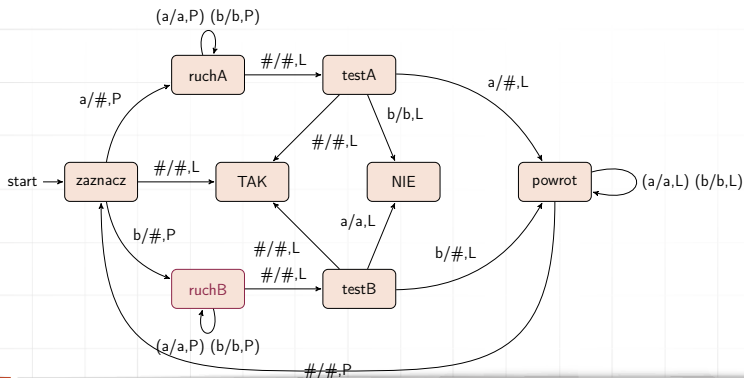 (a/a,P) (b/b,P)
ruchA
#/#,L
testA
a/#,L
a/#,P
b/b,L
#/#,L
start
zaznacz
#/#,L
TAK
NIE
powrot
(a/a,L) (b/b,L)
a/a,L
b/#,P
#/#,L
b/#,L
#/#,L
ruchB
testB
(a/a,P) (b/b,P)
#/#,P